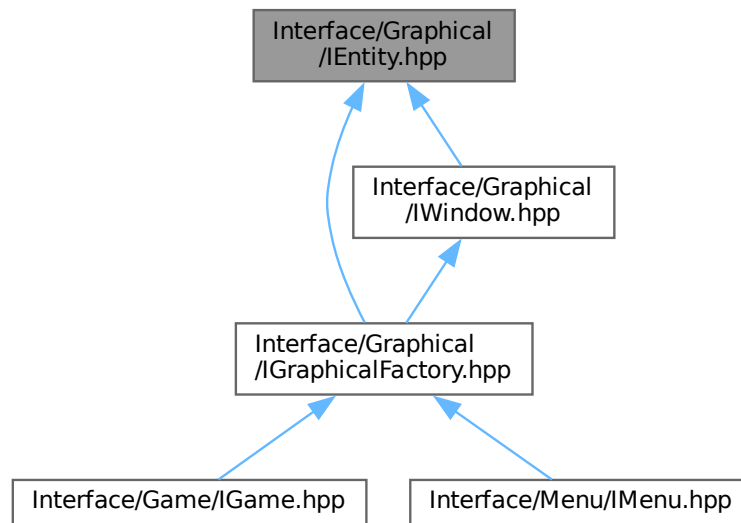 Interface/Graphical
/IEntity.hpp
Interface/Graphical
/IWindow.hpp
Interface/Graphical
/IGraphicalFactory.hpp
Interface/Game/IGame.hpp
Interface/Menu/IMenu.hpp